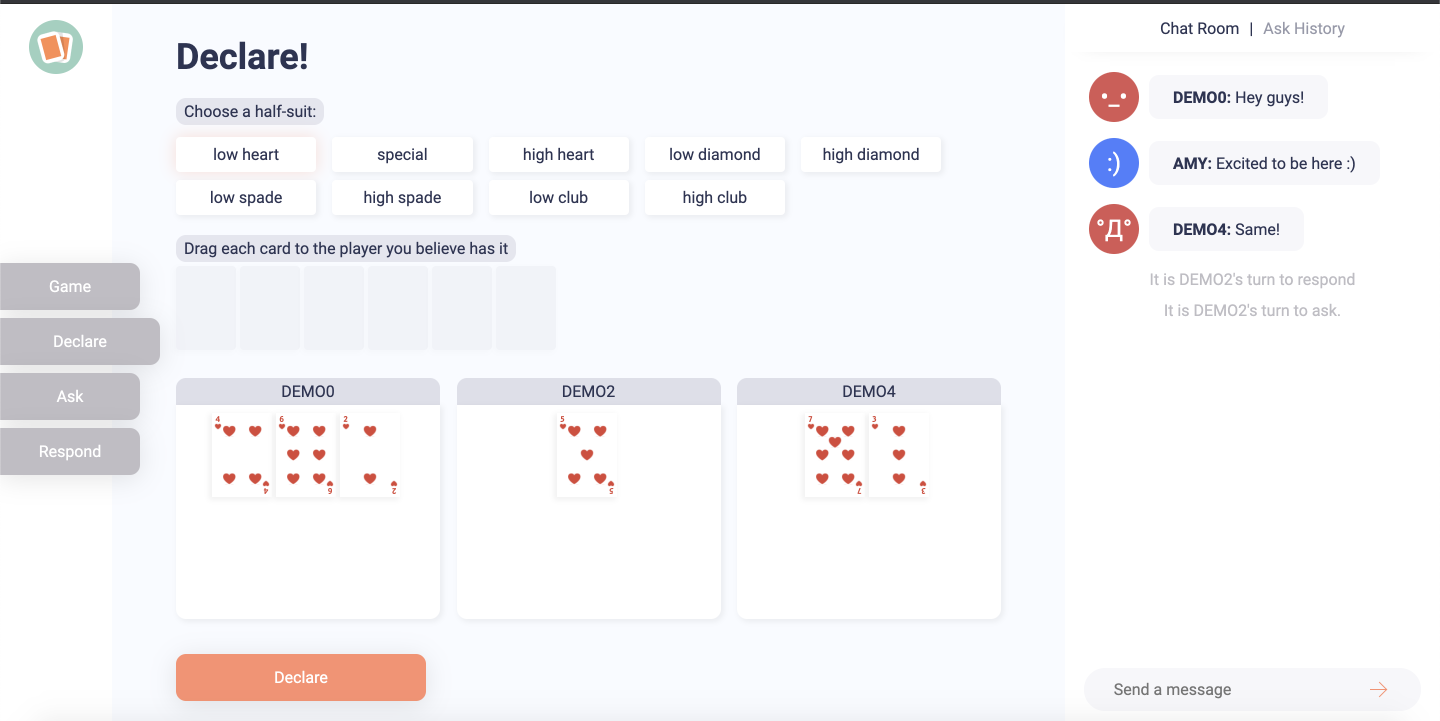 Declare!
Choose a half-suit:
low heart
special
high heart
low diamond
high diamond
low spade
high spade
low club
high club
Drag each card to the player you believe has it
Game
Declare
Ask
Respond
DEMO0
DEMO2
DEMO4
4
4
6
6
2
2
5
5
7
7
3
3
Declare
Chat Room | Ask History
•_•
DEMO0: Hey guys!
:)
AMY: Excited to be here :)
°Д°
DEMO4: Same!
It is DEMO2's turn to respond
It is DEMO2's turn to ask.
Send a message